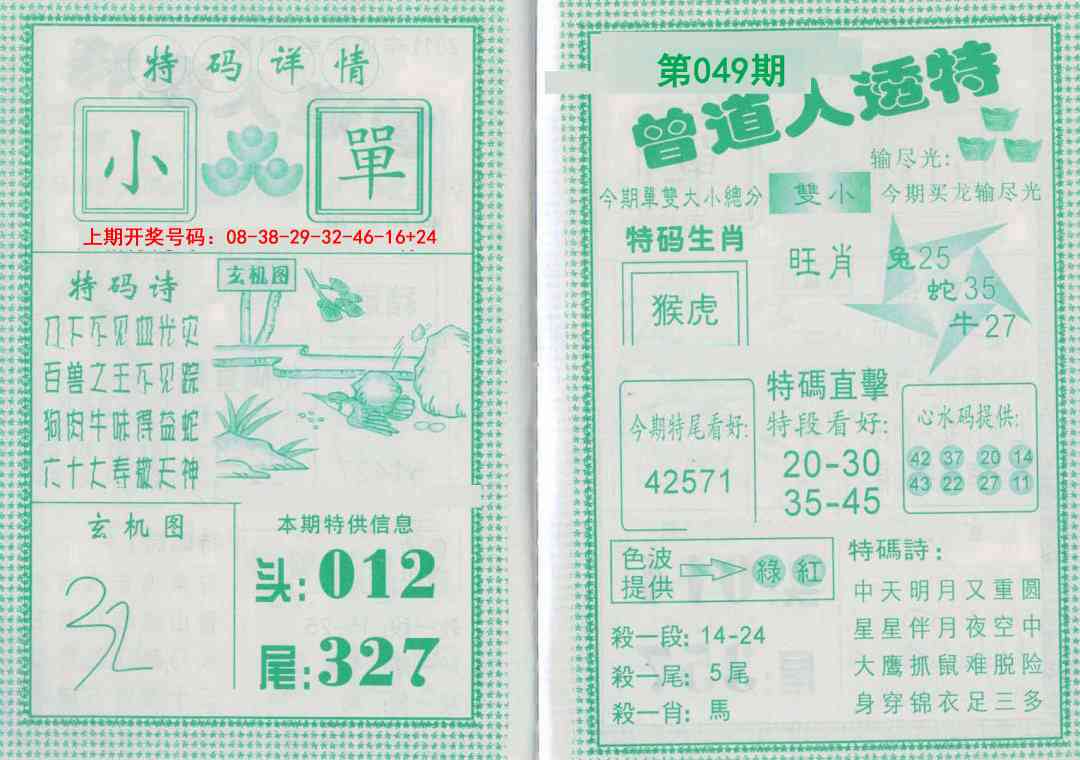 特码详情
小 單
上期开奖号码：08-38-29-32-46-16+24
特码诗
刀下不见血光灾
百兽之王不见踪
狗肉牛味得益蛇
六十大寿敬天神
玄机图
玄机图
32
本期特供信息
头:012
尾:327
第049期
曾道人透特
输尽光:
今期單雙大小總分 雙小 今期买龙输尽光
特码生肖
猴虎
旺肖
兔25
蛇35
牛27
今期特尾看好:
42571
特碼直擊
特段看好:
20-30
35-45
心水码提供:
42 37 20 14
43 22 27 11
色波
提供
綠 紅
殺一段: 14-24
殺一尾: 5尾
殺一肖: 馬
特碼詩:
中天明月又重圆
星星伴月夜空中
大鹰抓鼠难脱险
身穿锦衣足三多